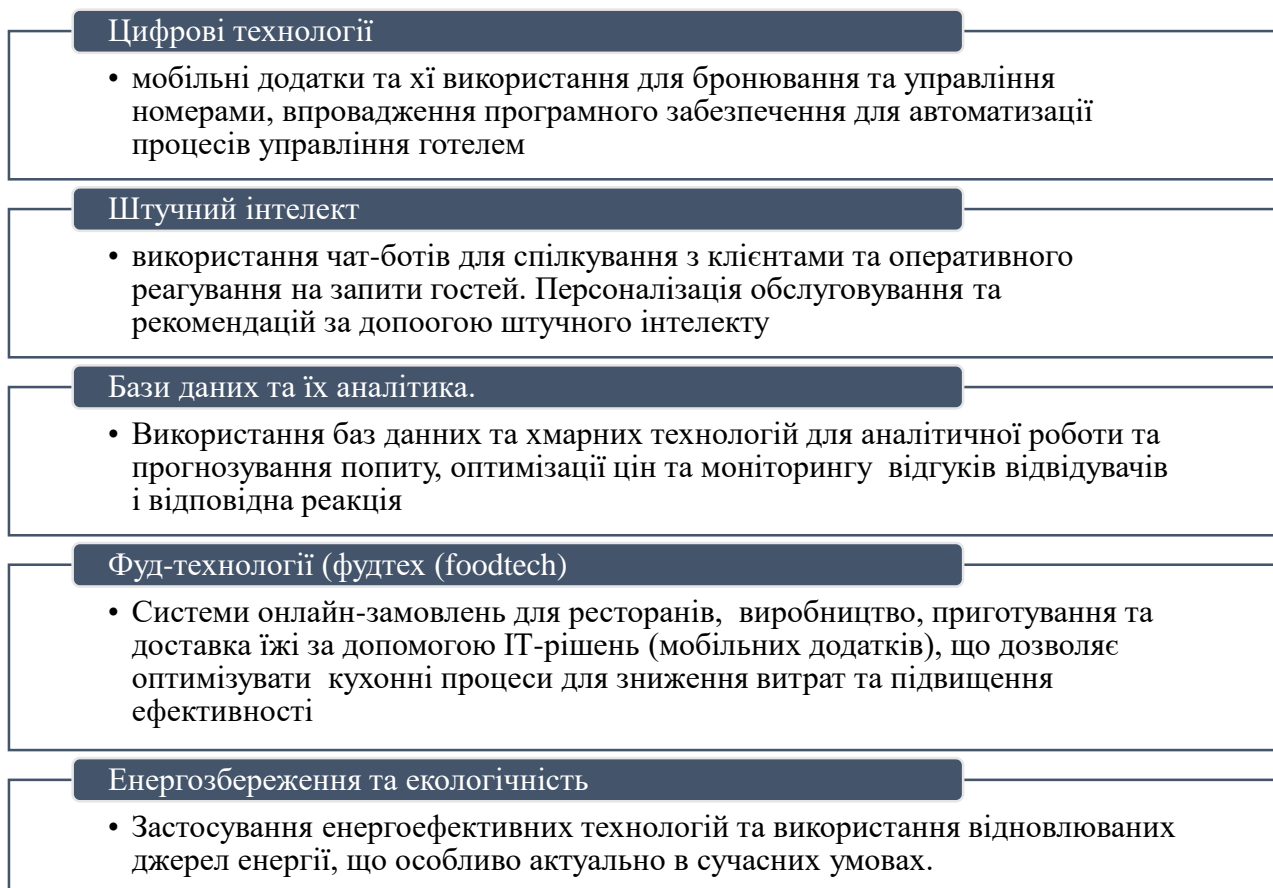 Цифрові технології
• мобільні додатки та хї використання для бронювання та управління
номерами, впровадження програмного забезпечення для автоматизації
процесів управління готелем
Штучний інтелект
• використання чат-ботів для спілкування з клієнтами та оперативного
реагування на запити гостей. Персоналізація обслуговування та
рекомендацій за допоогою штучного інтелекту
Бази даних та їх аналітика.
• Використання баз данних та хмарних технологій для аналітичної роботи та
прогнозування попиту, оптимізації цін та моніторингу відгуків відвідувачів
і відповідна реакція
Фуд-технології (фудтех (foodtech)
• Системи онлайн-замовлень для ресторанів, виробництво, приготування та
доставка їжі за допомогою ІТ-рішень (мобільних додатків), що дозволяє
оптимізувати кухонні процеси для зниження витрат та підвищення
ефективності
Енергозбереження та екологічність
• Застосування енергоефективних технологій та використання відновлюваних
джерел енергії, що особливо актуально в сучасних умовах.